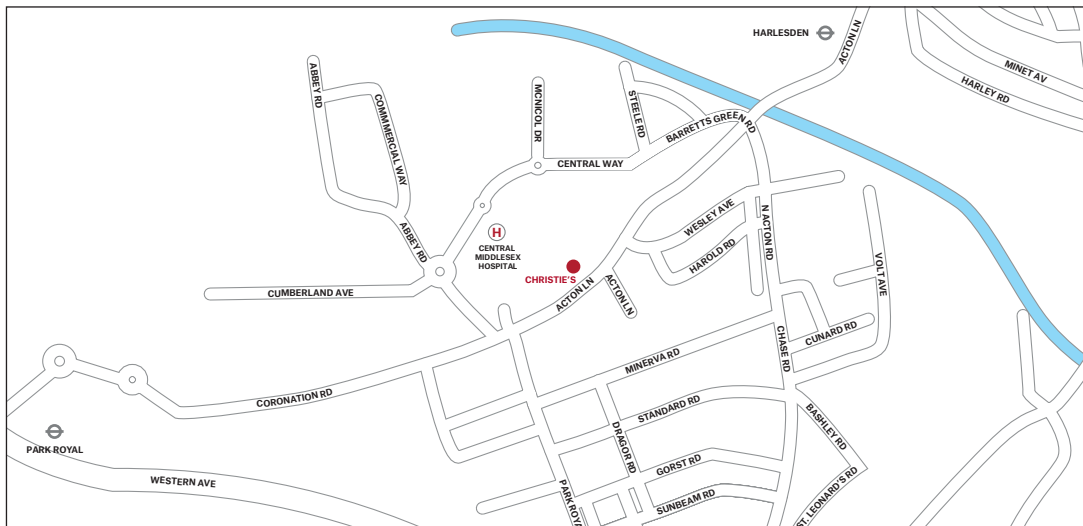 HARLESDEN
ACTON LN
MINET AV
HARLEY RD
ABBEY RD
COMMMERCIAL WAY
MCNICOL DR
STEELE RD
BARRETTS GREEN RD
CENTRAL WAY
ABBEY RD
H
CENTRAL
MIDDLESEX
HOSPITAL
WESLEY AVE
N ACTON RD
HAROLD RD
VOLT AVE
CHRISTIE'S
ACTON LN
ACTON LN
CUMBERLAND AVE
CUNARD RD
CHASE RD
MINERVA RD
CORONATION RD
STANDARD RD
BASHLEY RD
DRAGOR RD
PARK ROYAL
WESTERN AVE
GORST RD
SUNBEAM RD
PARK ROYAL
ST. LEONARD'S RD